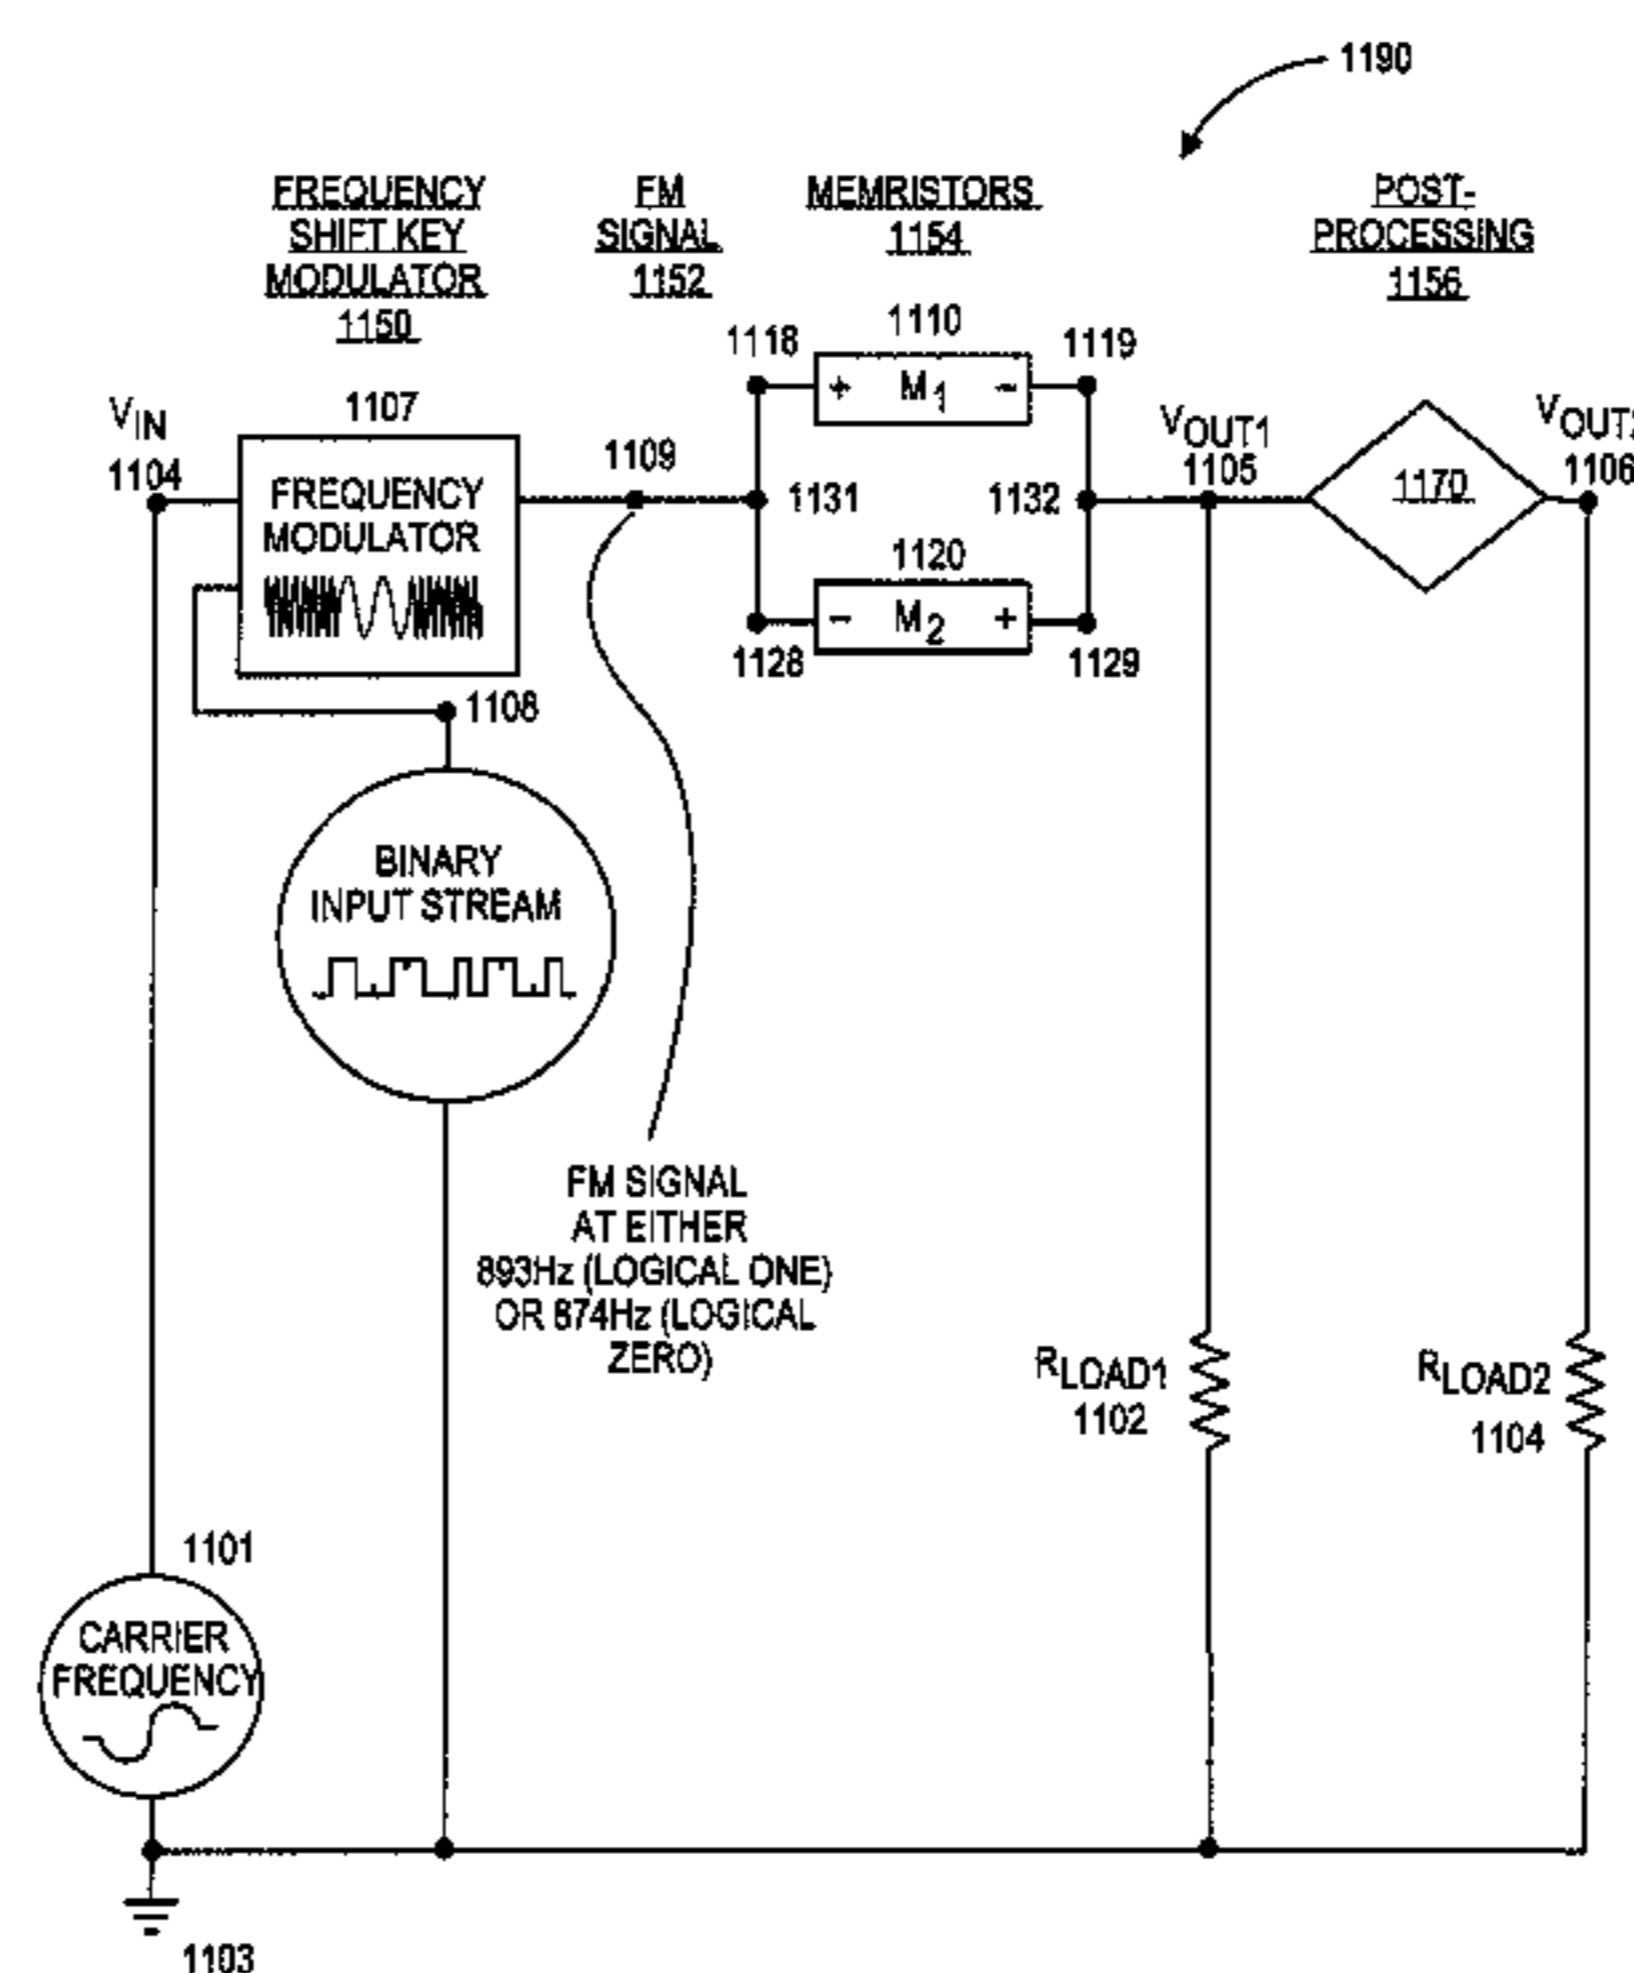 1190
FREQUENCY
SHIFT KEY
MODULATOR
1150
FM
SIGNAL
1152
MEMRISTORS
1154
POST-
PROCESSING
1156
1118
1110
1119
+ M1 -
VIN
1104
1107
FREQUENCY
MODULATOR
1109
1131
1132
VOUT1
1105
1170
1106
1120
- M2 +
1128
1129
1108
BINARY
INPUT STREAM
FM SIGNAL
AT EITHER
893Hz (LOGICAL ONE)
OR 874Hz (LOGICAL
ZERO)
RLOAD1
1102
RLOAD2
1104
1101
CARRIER
FREQUENCY
1103